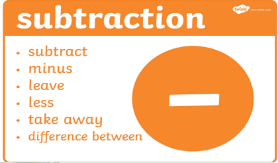 subtraction
subtract
minus
leave
less
take away
difference between